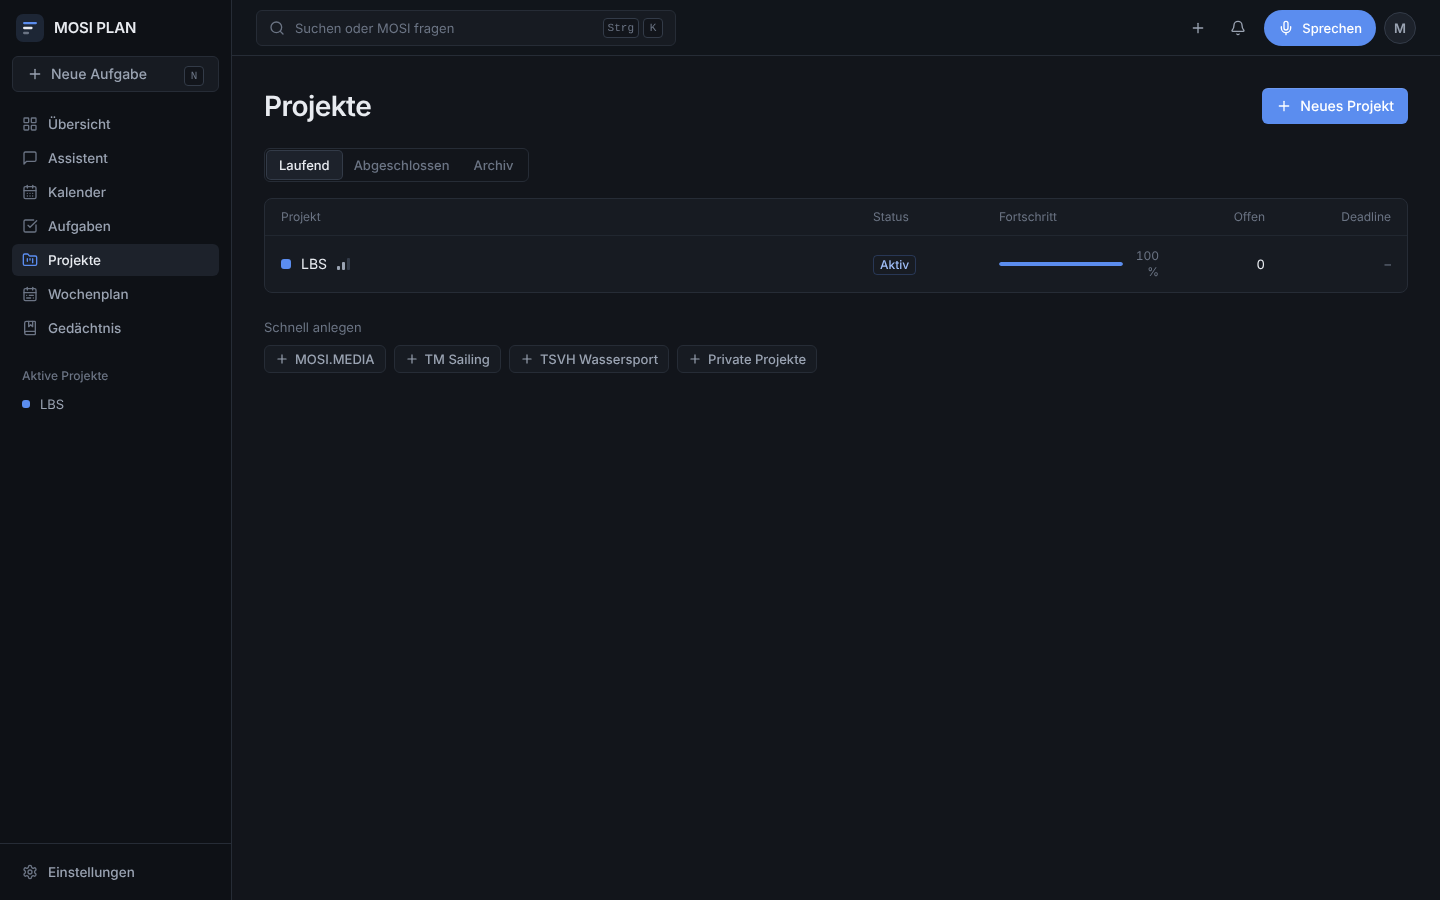 MOSI PLAN
Suchen oder MOSI fragen
Strg K
Sprechen
M
Neue Aufgabe
N
Übersicht
Assistent
Kalender
Aufgaben
Projekte
Wochenplan
Gedächtnis
Aktive Projekte
LBS
Einstellungen
Projekte
Neues Projekt
Laufend Abgeschlossen Archiv
Projekt Status Fortschritt Offen Deadline
LBS Aktiv 100 % 0 –
Schnell anlegen
MOSI.MEDIA TM Sailing TSVH Wassersport Private Projekte